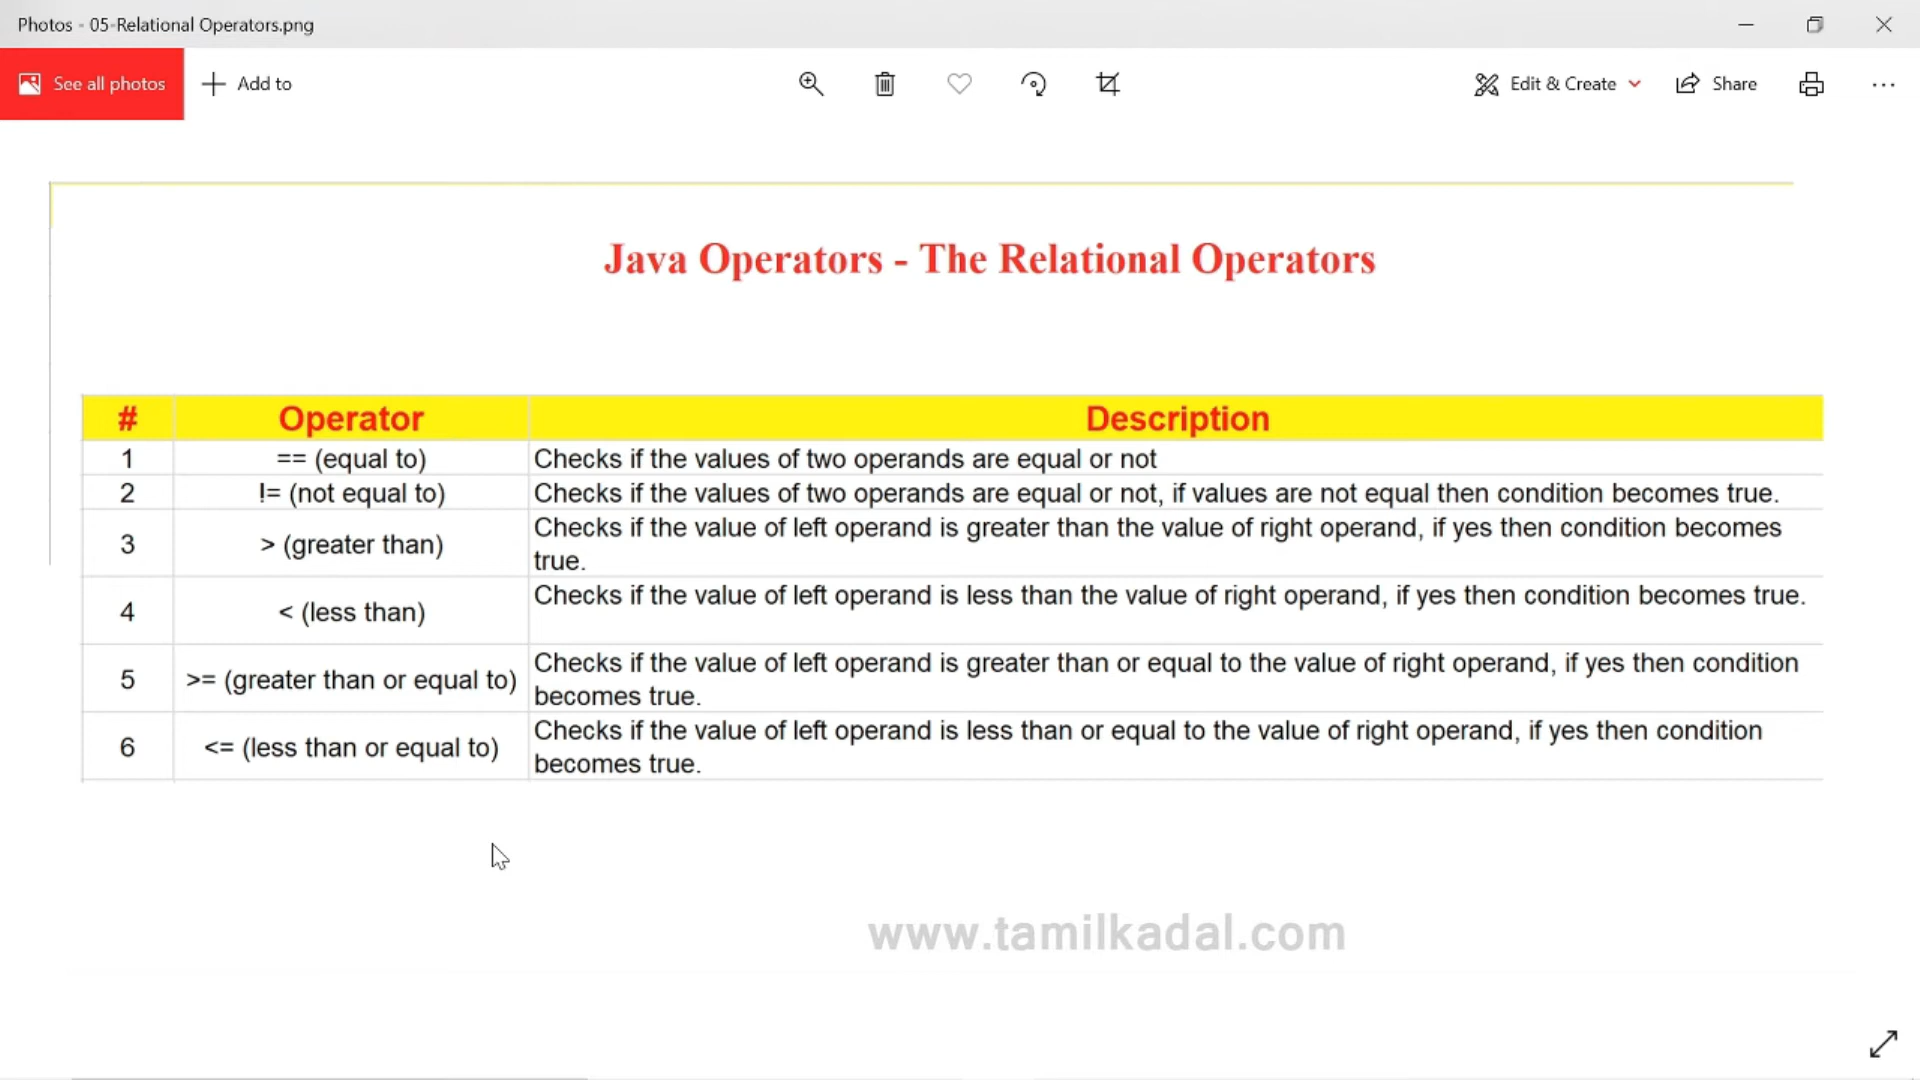 Photos - 05-Relational Operators.png
See all photos
Add to
Edit & Create
Share
Java Operators - The Relational Operators
# Operator Description
1 == (equal to) Checks if the values of two operands are equal or not
2 != (not equal to) Checks if the values of two operands are equal or not, if values are not equal then condition becomes true.
3 > (greater than) Checks if the value of left operand is greater than the value of right operand, if yes then condition becomes
true.
4 < (less than) Checks if the value of left operand is less than the value of right operand, if yes then condition becomes true.
5 >= (greater than or equal to) Checks if the value of left operand is greater than or equal to the value of right operand, if yes then condition
becomes true.
6 <= (less than or equal to) Checks if the value of left operand is less than or equal to the value of right operand, if yes then condition
becomes true.
www.tamilkadal.com